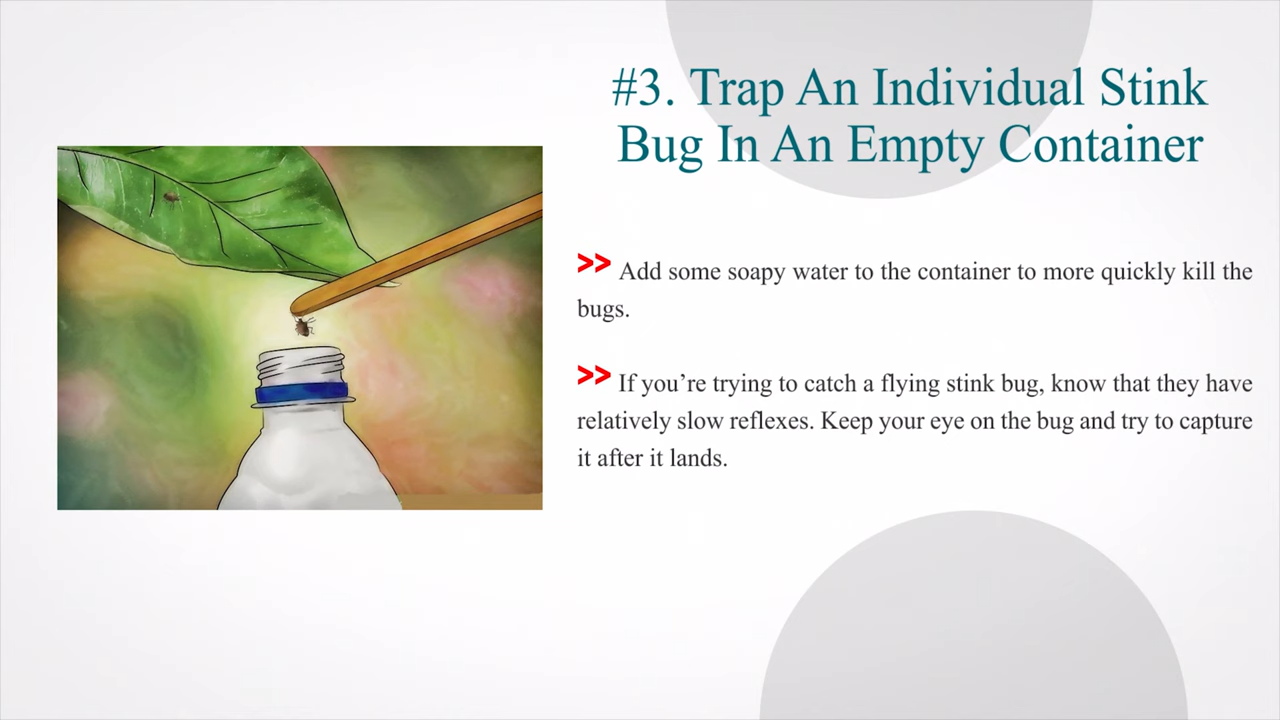 #3. Trap An Individual Stink
Bug In An Empty Container
>> Add some soapy water to the container to more quickly kill the
bugs.
>> If you’re trying to catch a flying stink bug, know that they have
relatively slow reflexes. Keep your eye on the bug and try to capture
it after it lands.